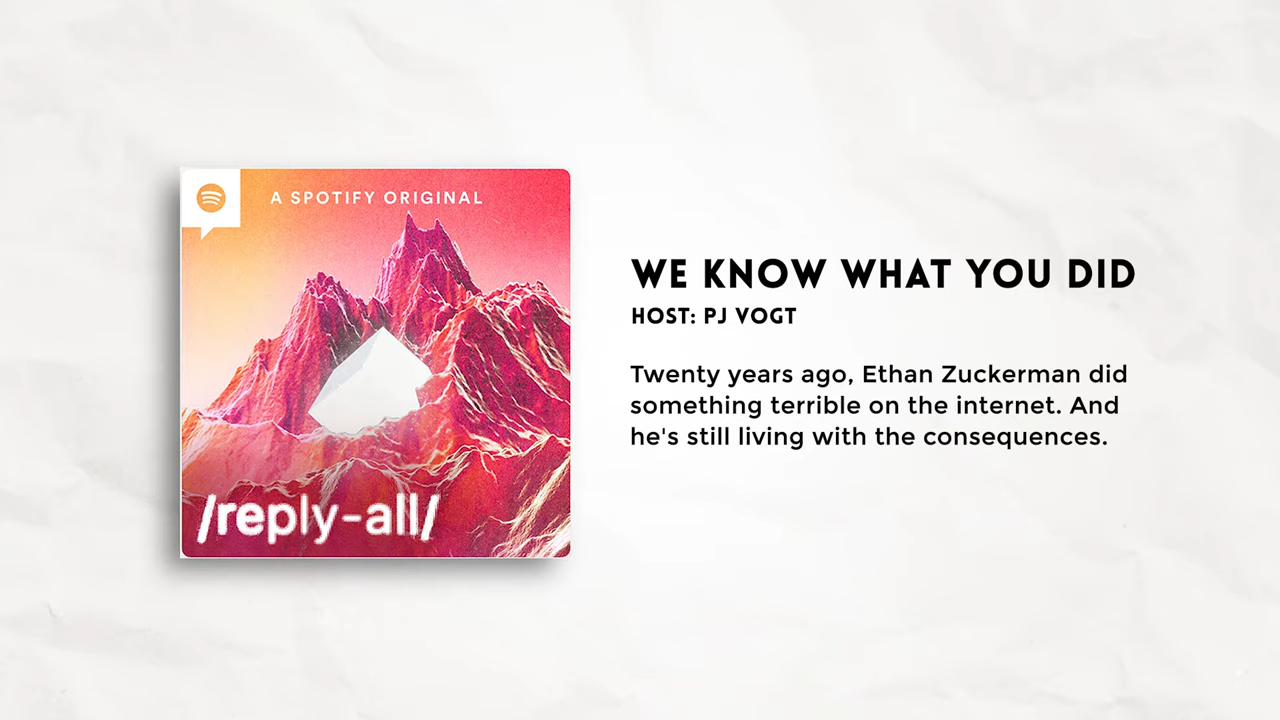 A SPOTIFY ORIGINAL
/reply-all/
WE KNOW WHAT YOU DID
HOST: PJ VOGT
Twenty years ago, Ethan Zuckerman did
something terrible on the internet. And
he's still living with the consequences.